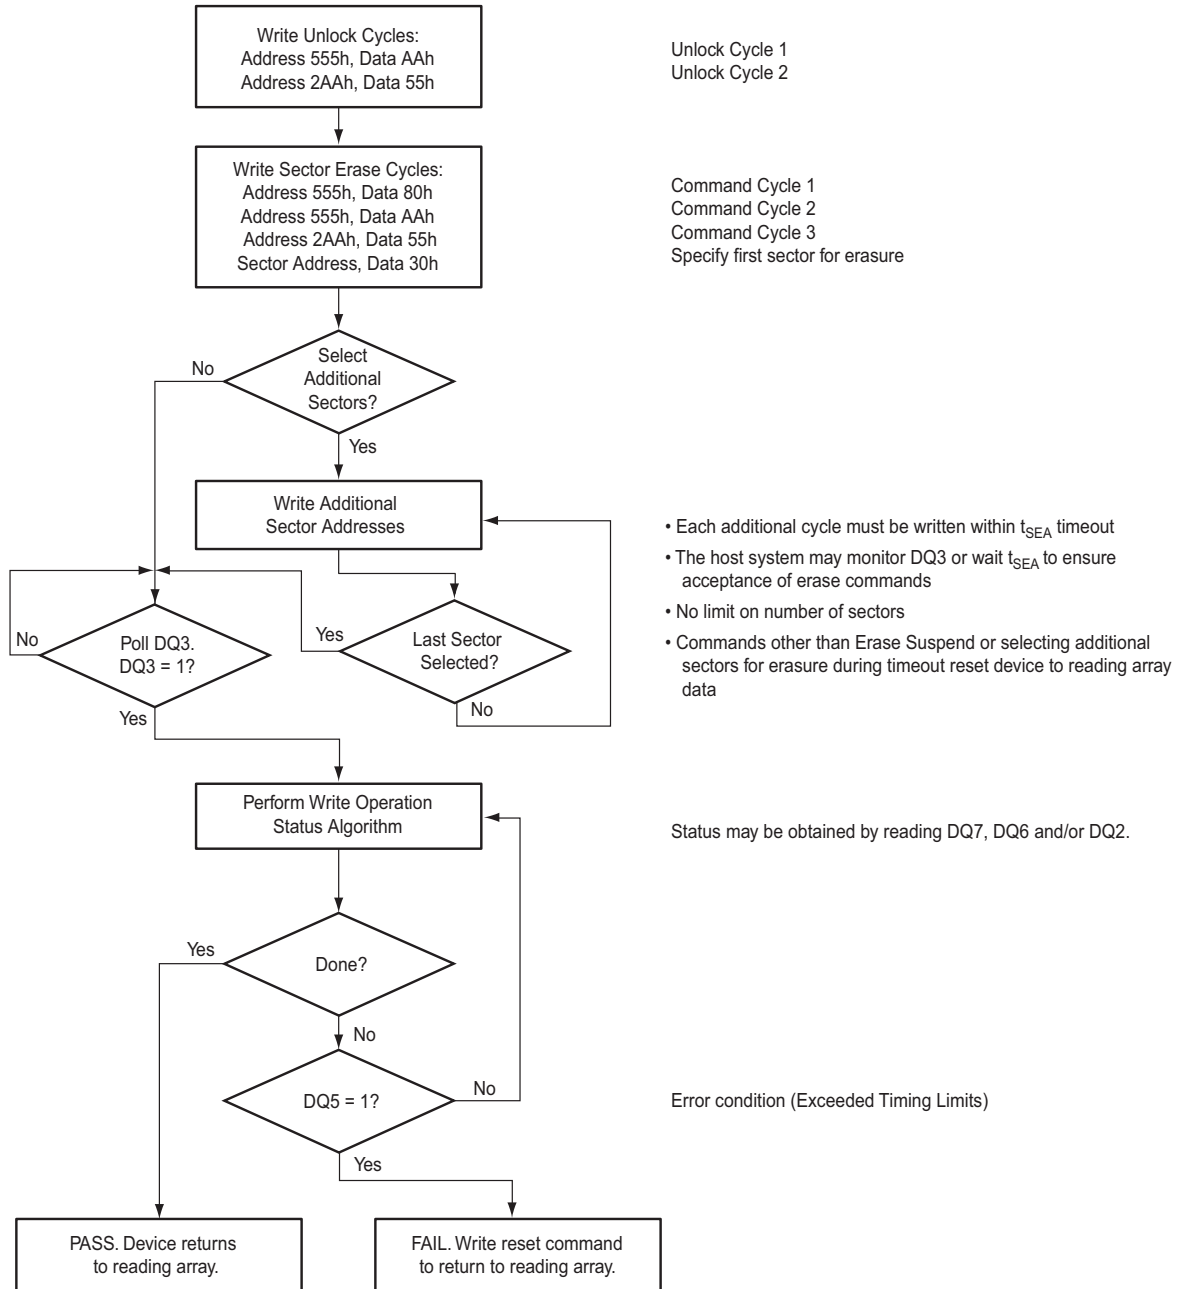 Write Unlock Cycles:
Address 555h, Data AAh
Address 2AAh, Data 55h
Unlock Cycle 1
Unlock Cycle 2
Write Sector Erase Cycles:
Address 555h, Data 80h
Address 555h, Data AAh
Address 2AAh, Data 55h
Sector Address, Data 30h
Command Cycle 1
Command Cycle 2
Command Cycle 3
Specify first sector for erasure
Select
Additional
Sectors?
No
Yes
Write Additional
Sector Addresses
• Each additional cycle must be written within tSEA timeout
• The host system may monitor DQ3 or wait tSEA to ensure
acceptance of erase commands
• No limit on number of sectors
• Commands other than Erase Suspend or selecting additional
sectors for erasure during timeout reset device to reading array
data
No
Poll DQ3.
DQ3 = 1?
Yes
Last Sector
Selected?
Yes
No
Perform Write Operation
Status Algorithm
Status may be obtained by reading DQ7, DQ6 and/or DQ2.
Yes
Done?
No
DQ5 = 1?
No
Error condition (Exceeded Timing Limits)
Yes
PASS. Device returns
to reading array.
FAIL. Write reset command
to return to reading array.